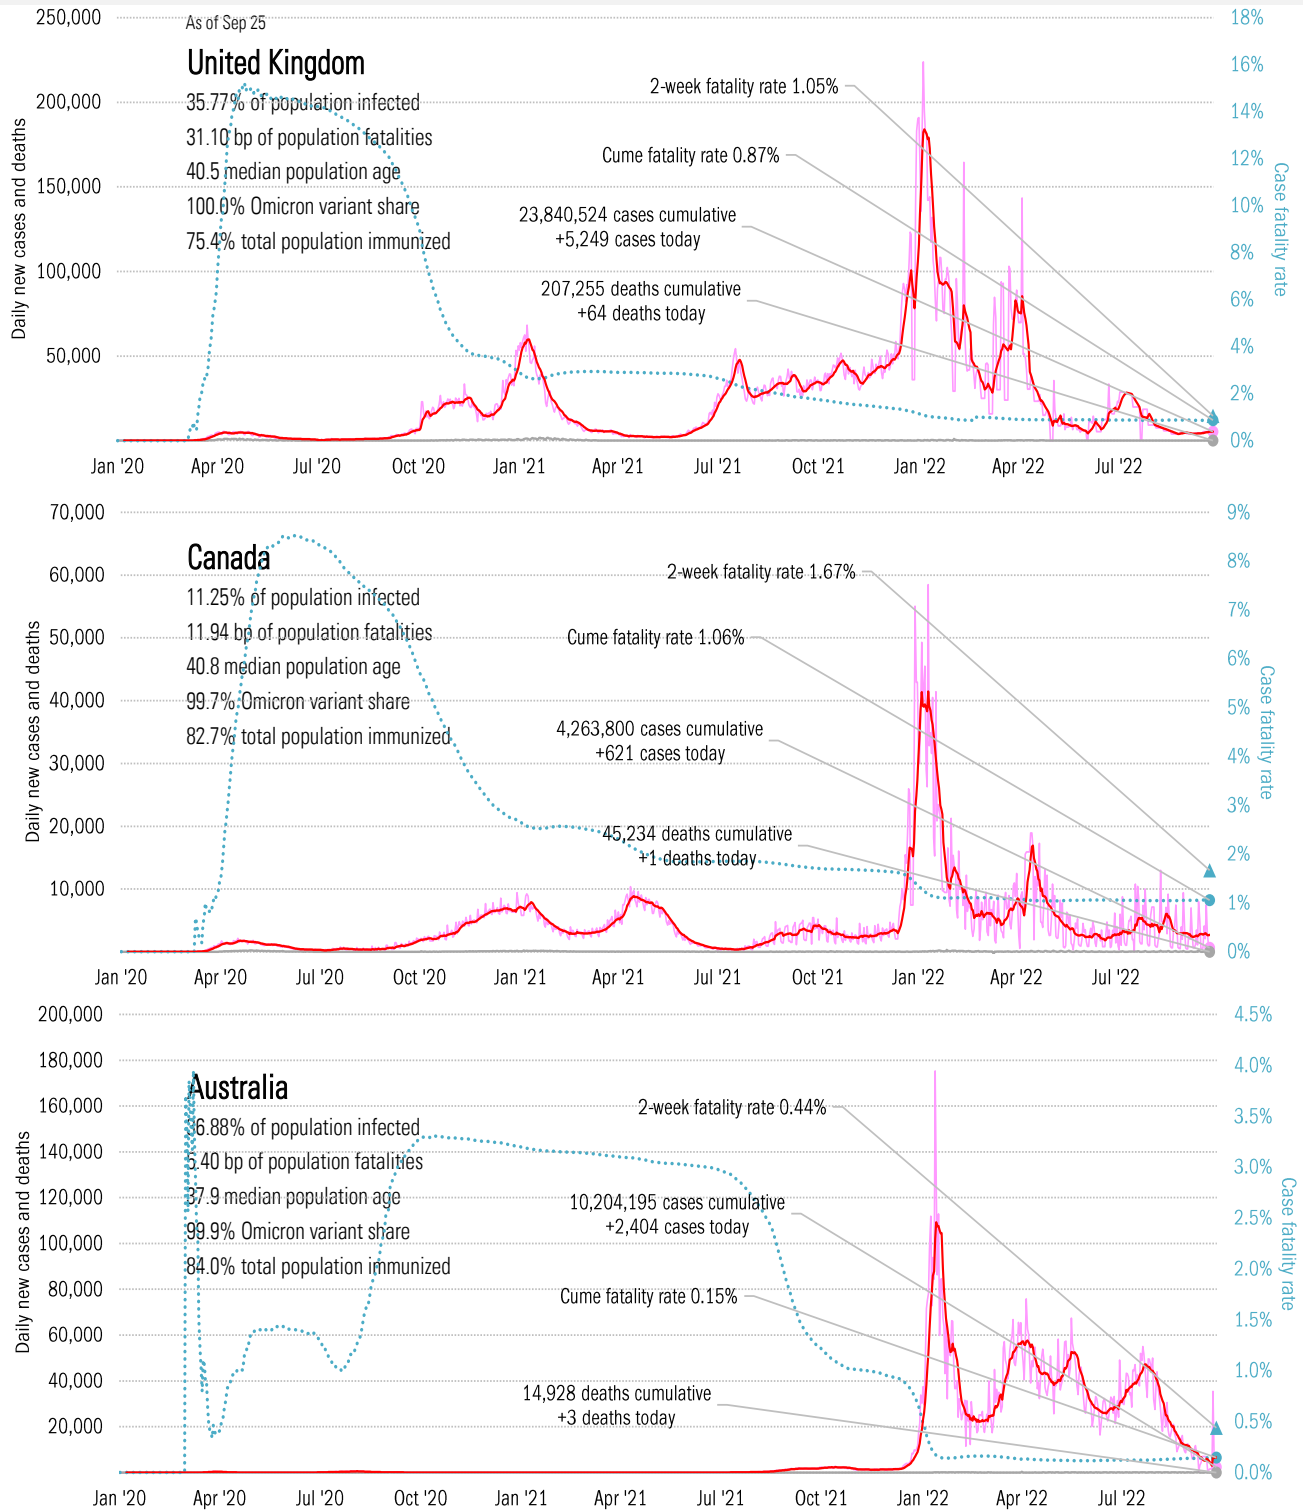 As of Sep 25
United Kingdom
35.77% of population infected
31.10 bp of population fatalities
40.5 median population age
100.0% Omicron variant share
75.4% total population immunized
2-week fatality rate 1.05%
Cume fatality rate 0.87%
23,840,524 cases cumulative
+5,249 cases today
207,255 deaths cumulative
+64 deaths today
Daily new cases and deaths
250,000
200,000
150,000
100,000
50,000
Case fatality rate
18%
16%
14%
12%
10%
8%
6%
4%
2%
0%
Jan '20 Apr '20 Jul '20 Oct '20 Jan '21 Apr '21 Jul '21 Oct '21 Jan '22 Apr '22 Jul '22
Canada
11.25% of population infected
11.94 bp of population fatalities
40.8 median population age
99.7% Omicron variant share
82.7% total population immunized
2-week fatality rate 1.67%
Cume fatality rate 1.06%
4,263,800 cases cumulative
+621 cases today
45,234 deaths cumulative
+1 deaths today
Daily new cases and deaths
70,000
60,000
50,000
40,000
30,000
20,000
10,000
Case fatality rate
9%
8%
7%
6%
5%
4%
3%
2%
1%
0%
Jan '20 Apr '20 Jul '20 Oct '20 Jan '21 Apr '21 Jul '21 Oct '21 Jan '22 Apr '22 Jul '22
Australia
36.88% of population infected
5.40 bp of population fatalities
37.9 median population age
99.9% Omicron variant share
84.0% total population immunized
2-week fatality rate 0.44%
10,204,195 cases cumulative
+2,404 cases today
Cume fatality rate 0.15%
14,928 deaths cumulative
+3 deaths today
Daily new cases and deaths
200,000
180,000
160,000
140,000
120,000
100,000
80,000
60,000
40,000
20,000
Case fatality rate
4.5%
4.0%
3.5%
3.0%
2.5%
2.0%
1.5%
1.0%
0.5%
0.0%
Jan '20 Apr '20 Jul '20 Oct '20 Jan '21 Apr '21 Jul '21 Oct '21 Jan '22 Apr '22 Jul '22